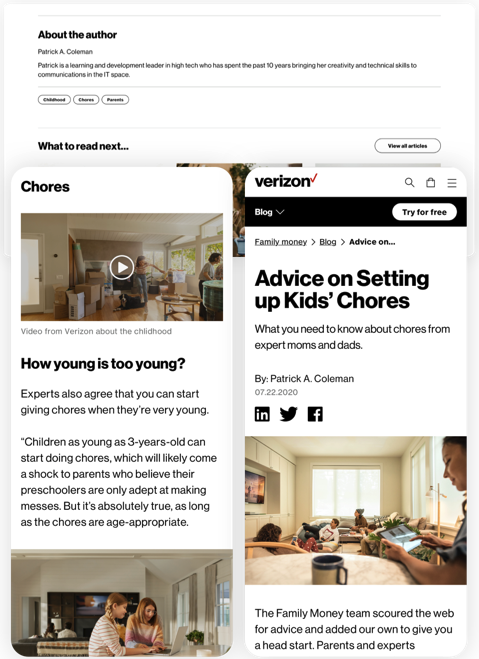 About the author
Patrick A. Coleman
Patrick is a learning and development leader in high tech who has spent the past 10 years bringing her creativity and technical skills to
communications in the IT space.
Childhood
Chores
Parents
What to read next...
View all articles
Chores
Video from Verizon about the chlidhood
How young is too young?
Experts also agree that you can start
giving chores when they’re very young.
“Children as young as 3-years-old can
start doing chores, which will likely come
a shock to parents who believe their
preschoolers are only adept at making
messes. But it’s absolutely true, as long
as the chores are age-appropriate.
verizon
Blog
Try for free
Family money > Blog > Advice on...
Advice on Setting
up Kids’ Chores
What you need to know about chores from
expert moms and dads.
By: Patrick A. Coleman
07.22.2020
The Family Money team scoured the web
for advice and added our own to give you
a head start. Parents and experts